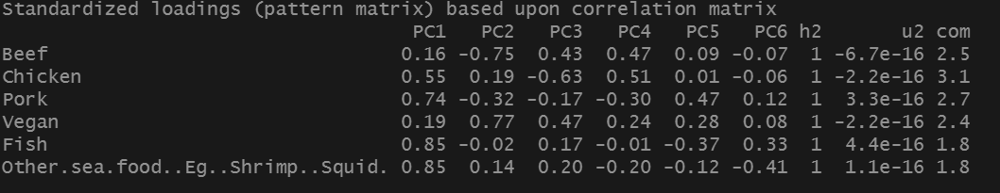 Standardized loadings (pattern matrix) based upon correlation matrix
PC1 PC2 PC3 PC4 PC5 PC6 h2 u2 com
Beef 0.16 -0.75 0.43 0.47 0.09 -0.07 1 -6.7e-16 2.5
Chicken 0.55 0.19 -0.63 0.51 0.01 -0.06 1 -2.2e-16 3.1
Pork 0.74 -0.32 -0.17 -0.30 0.47 0.12 1 3.3e-16 2.7
Vegan 0.19 0.77 0.47 0.24 0.28 0.08 1 -2.2e-16 2.4
Fish 0.85 -0.02 0.17 -0.01 -0.37 0.33 1 4.4e-16 1.8
Other.sea.food..Eg..Shrimp..Squid. 0.85 0.14 0.20 -0.20 -0.12 -0.41 1 1.1e-16 1.8